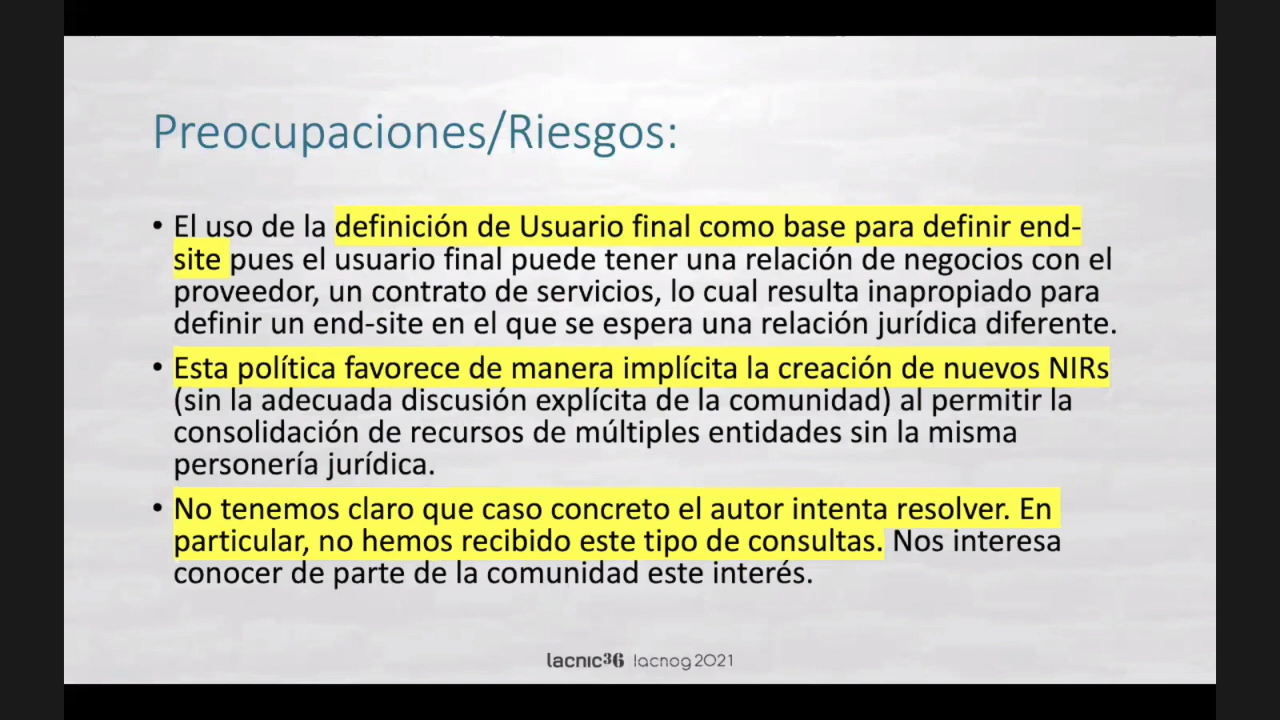 Preocupaciones/Riesgos:
• El uso de la definición de Usuario final como base para definir end-
site pues el usuario final puede tener una relación de negocios con el
proveedor, un contrato de servicios, lo cual resulta inapropiado para
definir un end-site en el que se espera una relación jurídica diferente.
• Esta política favorece de manera implícita la creación de nuevos NIRs
(sin la adecuada discusión explícita de la comunidad) al permitir la
consolidación de recursos de múltiples entidades sin la misma
personería jurídica.
• No tenemos claro que caso concreto el autor intenta resolver. En
particular, no hemos recibido este tipo de consultas. Nos interesa
conocer de parte de la comunidad este interés.
lacnic36 lacnog2021